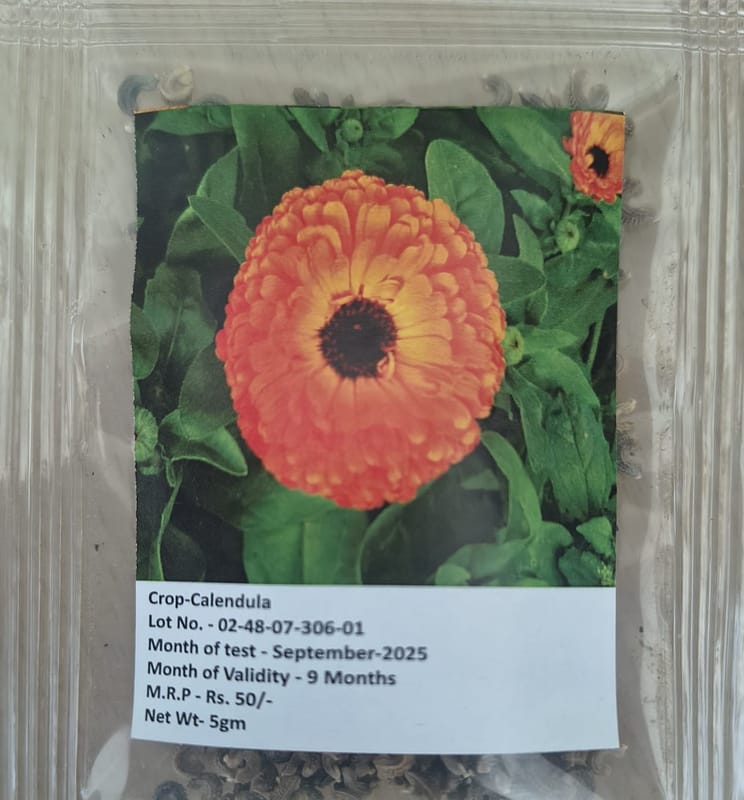 Crop-Calendula
Lot No. - 02-48-07-306-01
Month of test - September-2025
Month of Validity - 9 Months
M.R.P - Rs. 50/-
Net Wt- 5gm